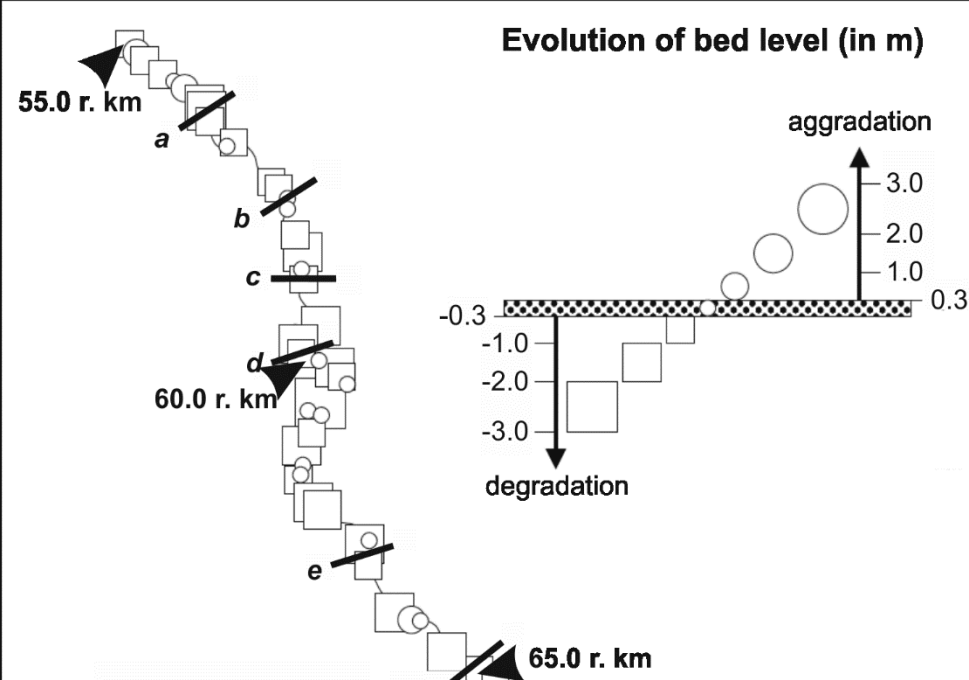 Evolution of bed level (in m)
55.0 r. km
a
b
c
d
60.0 r. km
e
65.0 r. km
aggradation
3.0
2.0
1.0
0.3
-0.3
-1.0
-2.0
-3.0
degradation